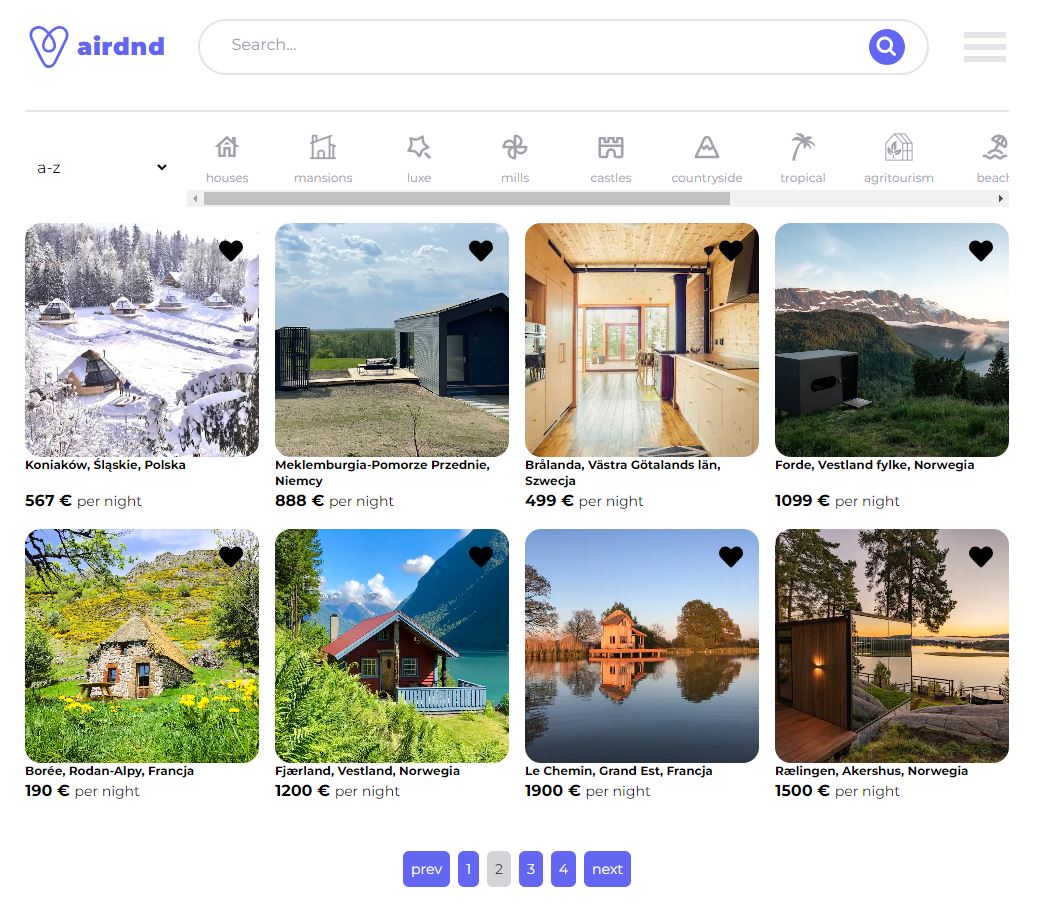 airdnd
Search...
a-z
houses
mansions
luxe
mills
castles
countryside
tropical
agritourism
beach
Koniaków, Śląskie, Polska
567 € per night
Meklemburgia-Pomorze Przednie,
Niemcy
888 € per night
Brålanda, Västra Götalands län,
Szwecja
499 € per night
Forde, Vestland fylke, Norwegia
1099 € per night
Borée, Rodan-Alpy, Francja
190 € per night
Fjærland, Vestland, Norwegia
1200 € per night
Le Chemin, Grand Est, Francja
1900 € per night
Rælingen, Akershus, Norwegia
1500 € per night
prev 1 2 3 4 next